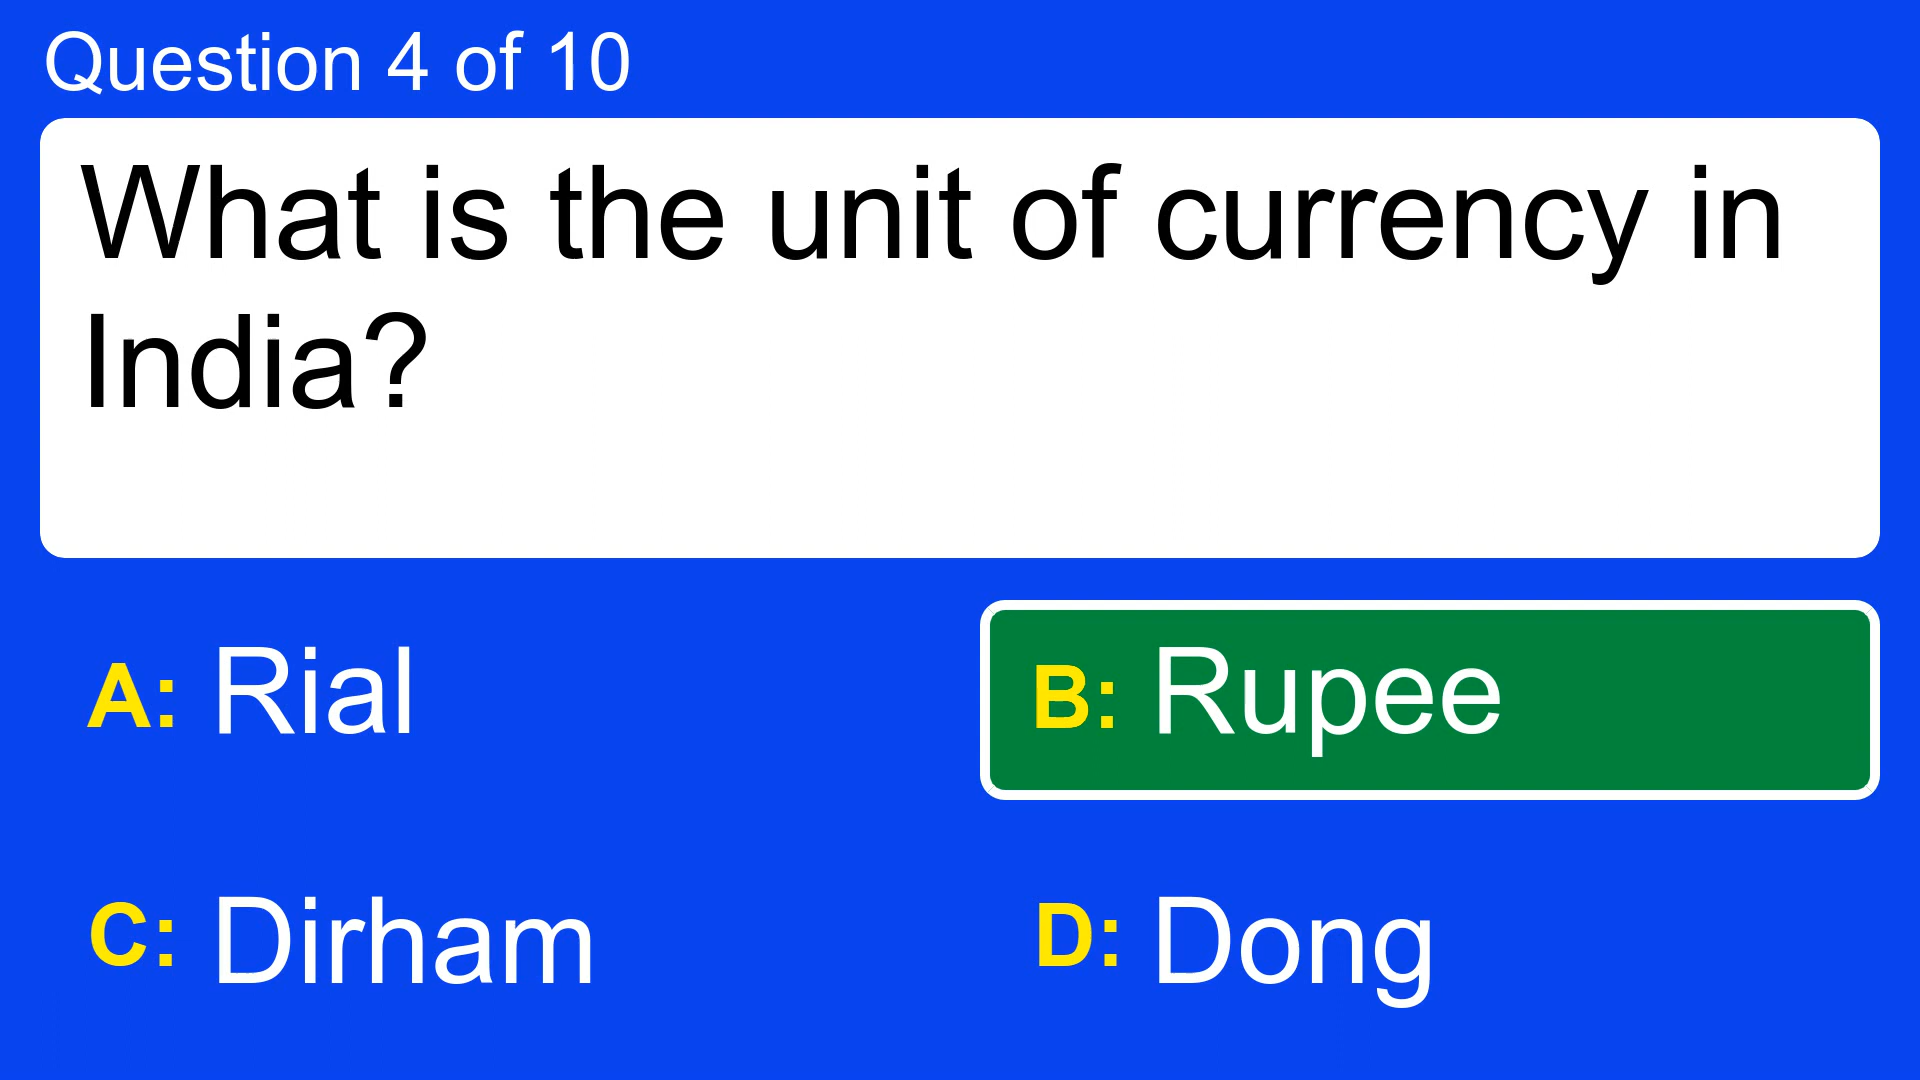 Question 4 of 10
What is the unit of currency in
India?
A: Rial
B: Rupee
C: Dirham
D: Dong